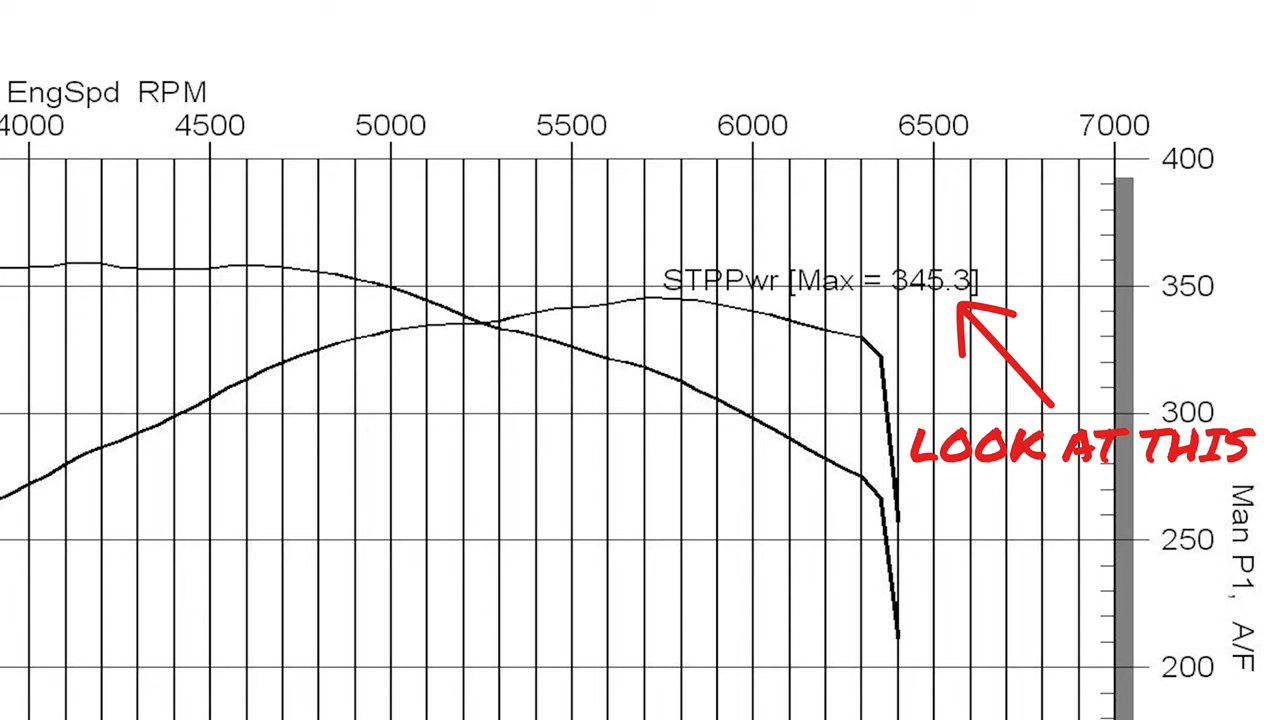 EngSpd RPM
4000 4500 5000 5500 6000 6500 7000
400
STPPwr [Max = 345.3]
350
300
LOOK AT THIS
250
Man P1, A/F
200